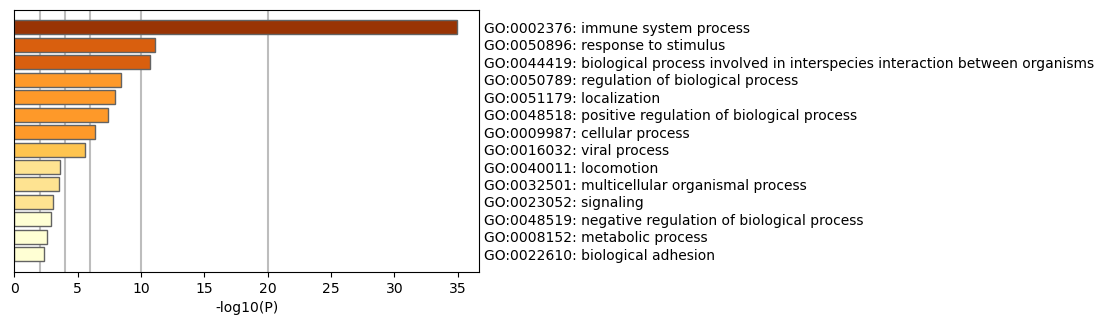 GO:0002376: immune system process
GO:0050896: response to stimulus
GO:0044419: biological process involved in interspecies interaction between organisms
GO:0050789: regulation of biological process
GO:0051179: localization
GO:0048518: positive regulation of biological process
GO:0009987: cellular process
GO:0016032: viral process
GO:0040011: locomotion
GO:0032501: multicellular organismal process
GO:0023052: signaling
GO:0048519: negative regulation of biological process
GO:0008152: metabolic process
GO:0022610: biological adhesion
0 5 10 15 20 25 30 35
-log10(P)